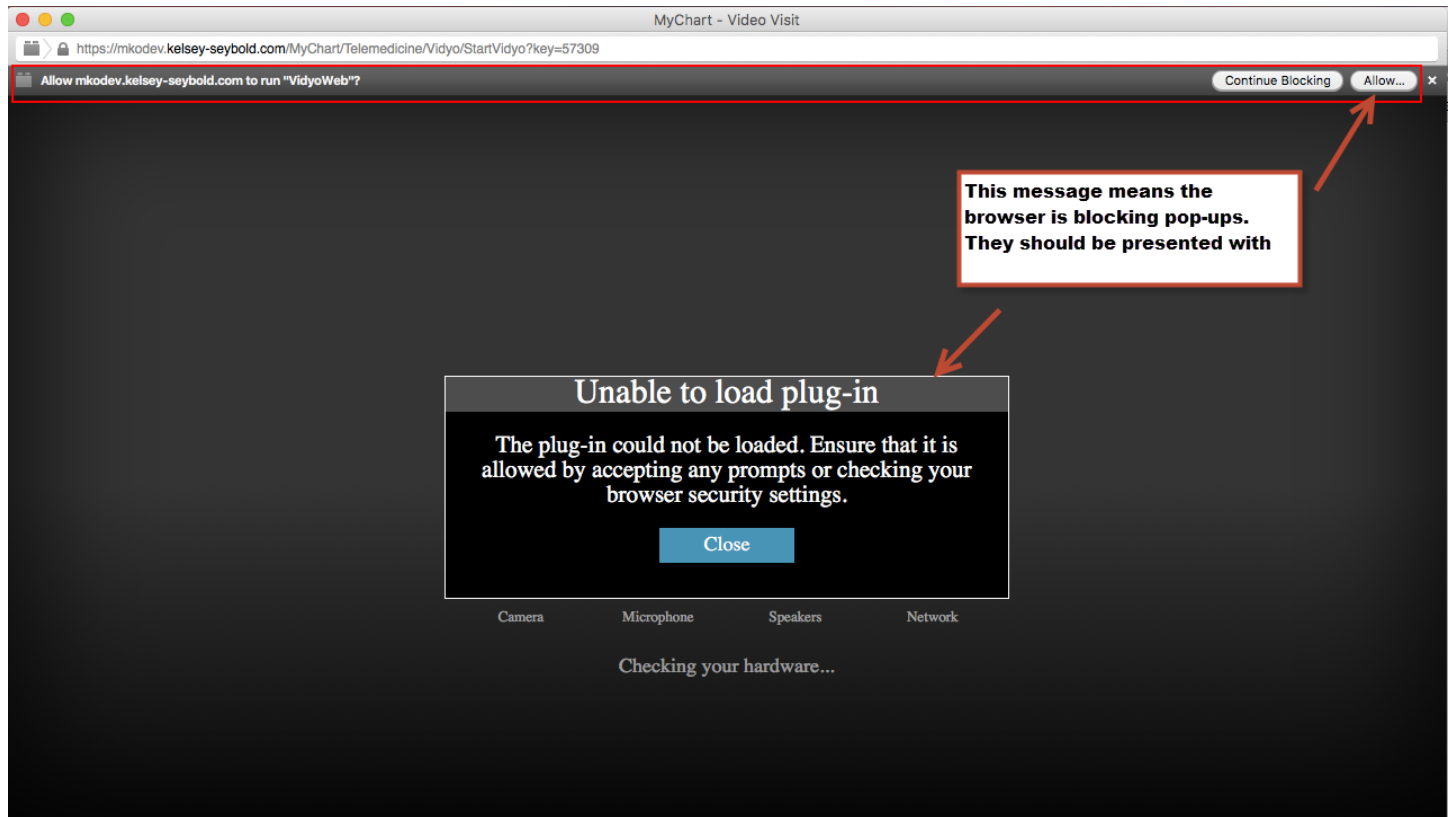 MyChart - Video Visit
https://mkodev.kelsey-seybold.com/MyChart/Telemedicine/Vidyo/StartVidyo?key=57309
Allow mkodev.kelsey-seybold.com to run "VidyoWeb"?
Continue Blocking
Allow...
This message means the
browser is blocking pop-ups.
They should be presented with
Unable to load plug-in
The plug-in could not be loaded. Ensure that it is
allowed by accepting any prompts or checking your
browser security settings.
Close
Camera
Microphone
Speakers
Network
Checking your hardware...